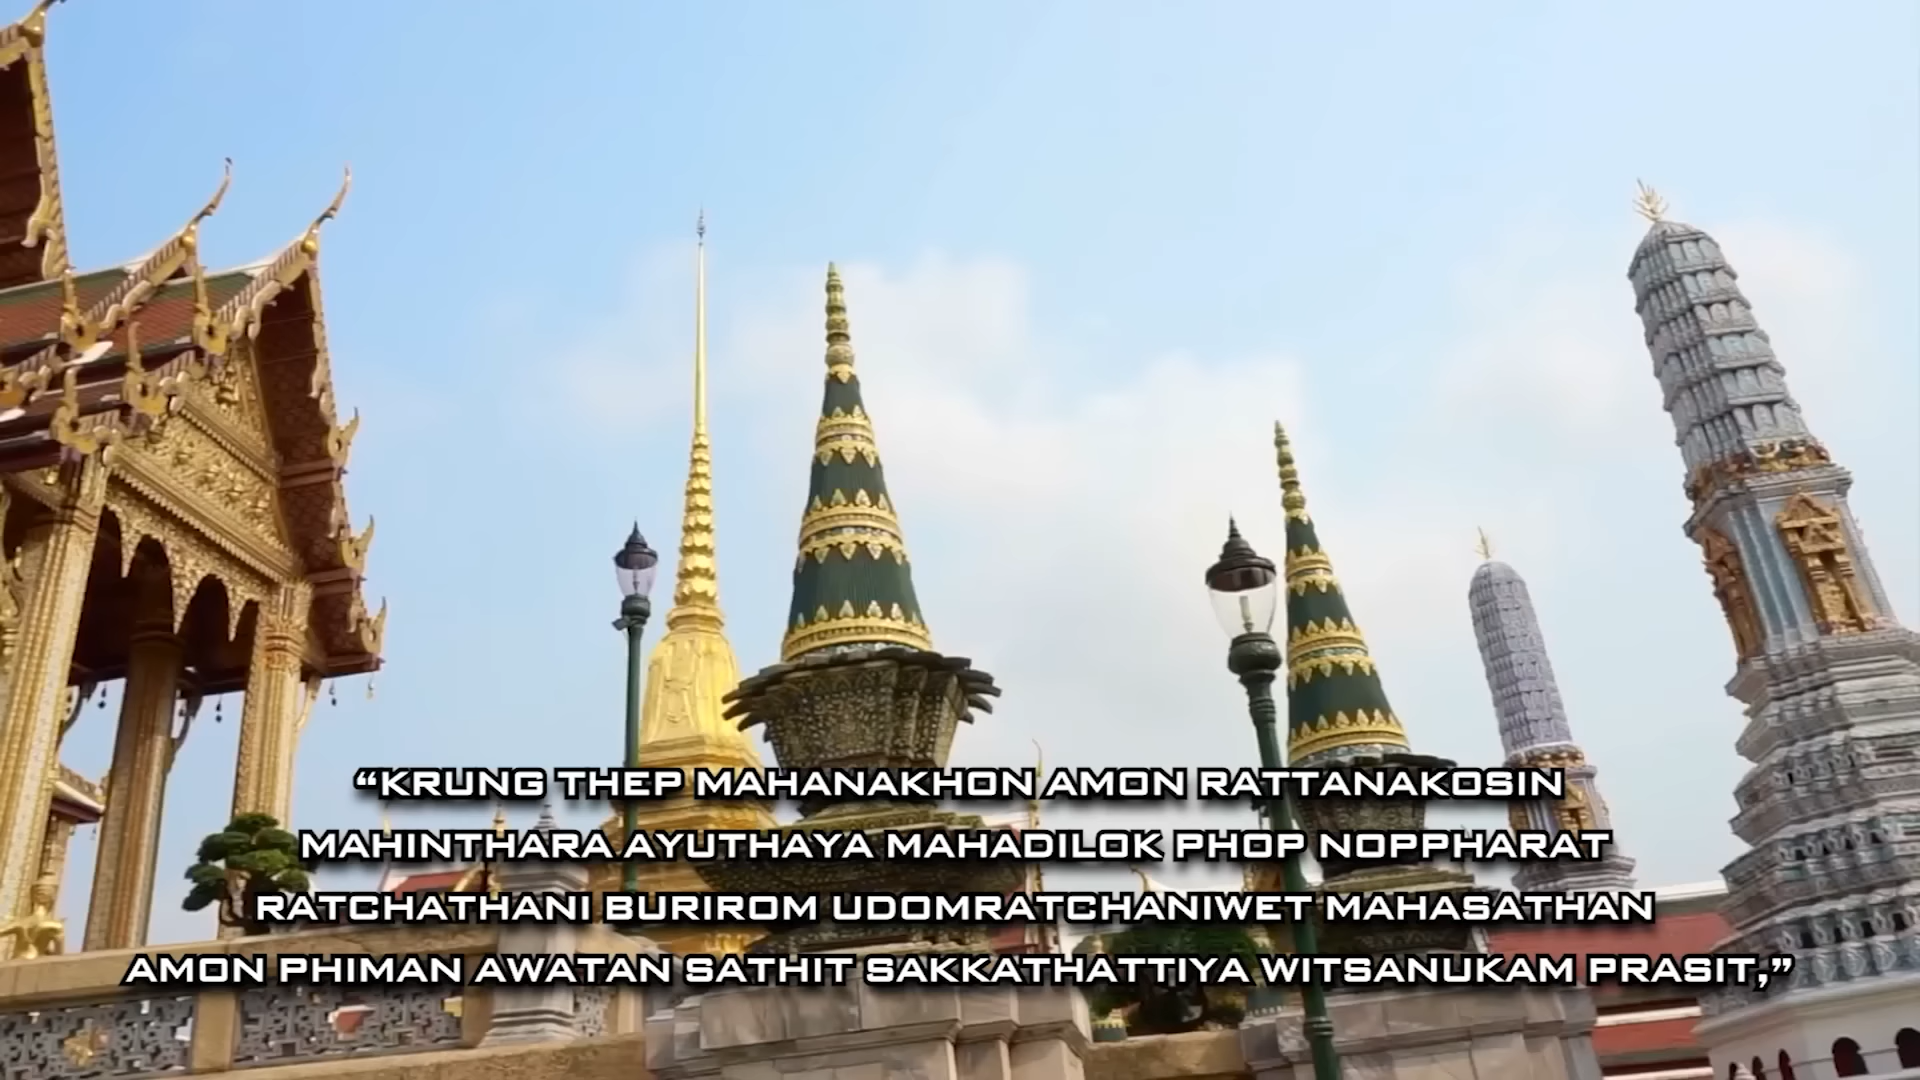 “KRUNG THEP MAHANAKHON AMON RATTANAKOSIN
MAHINTHARA AYUTHAYA MAHADILOK PHOP NOPPHARAT
RATCHATHANI BURIROM UDOMRATCHANIWET MAHASATHAN
AMON PHIMAN AWATAN SATHIT SAKKATHATTIYA WITSANUKAM PRASIT,”